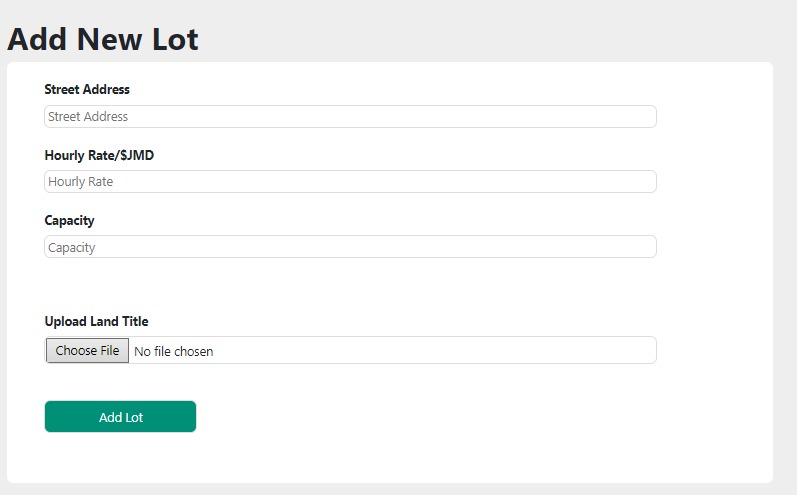 Add New Lot
Street Address
Street Address
Hourly Rate/$JMD
Hourly Rate
Capacity
Capacity
Upload Land Title
Choose File No file chosen
Add Lot